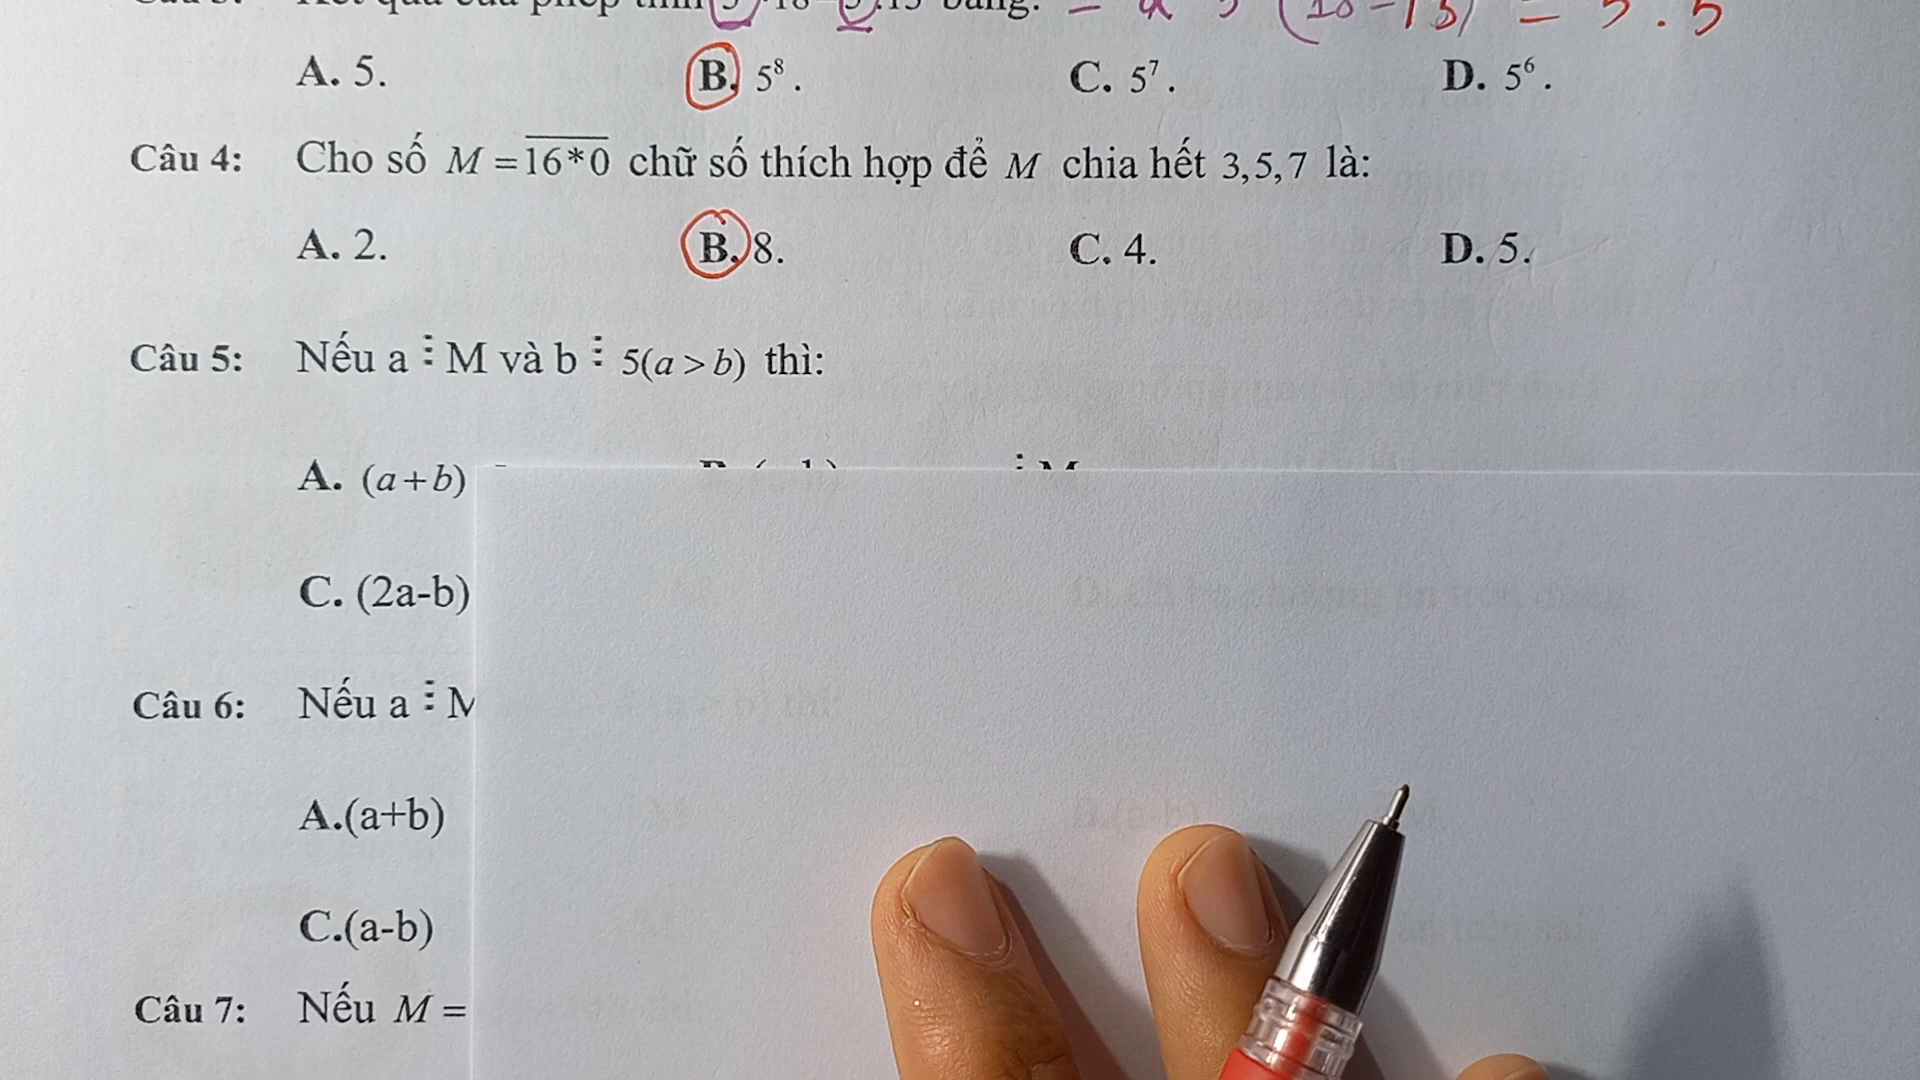 A. 5. B. 5⁸. C. 5⁷. D. 5⁶.
Câu 4: Cho số M = 16*0 chữ số thích hợp để M chia hết 3,5,7 là:
A. 2. B. 8. C. 4. D. 5.
Câu 5: Nếu a ⋮ M và b ⋮ 5(a > b) thì:
A. (a+b)
C. (2a-b)
Câu 6: Nếu a ⋮ M
A.(a+b)
C.(a-b)
Câu 7: Nếu M =